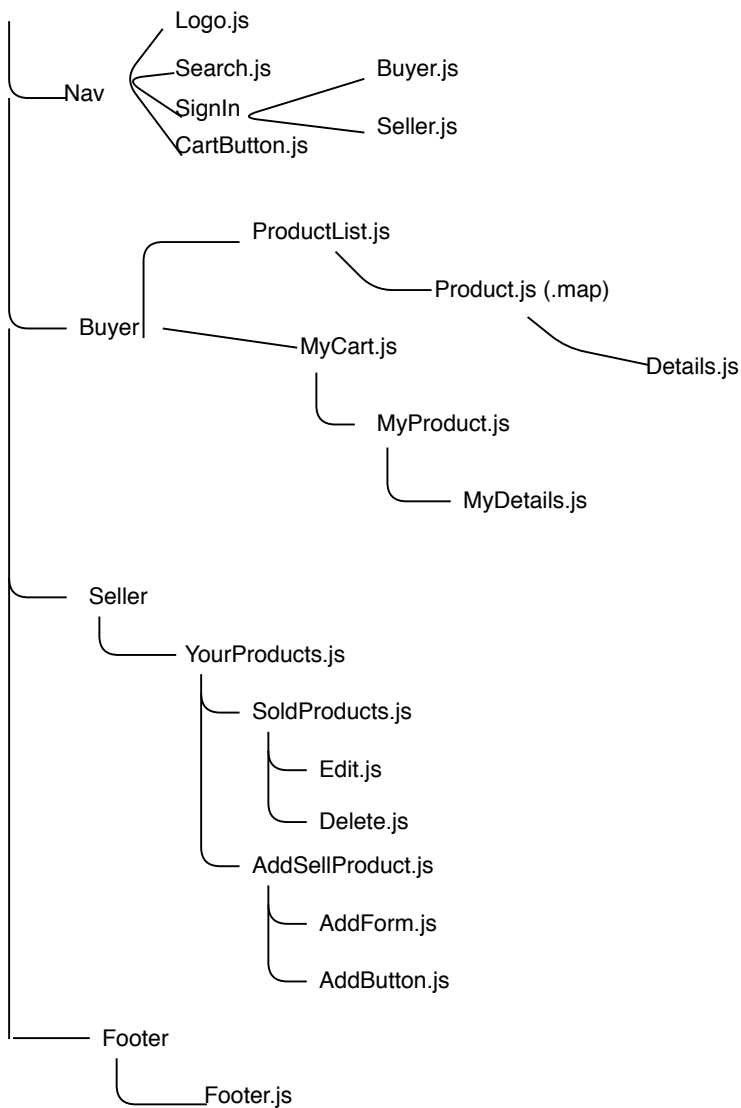 Logo.js
Search.js
Buyer.js
Nav
SignIn
Seller.js
CartButton.js
ProductList.js
Product.js (.map)
Buyer
MyCart.js
Details.js
MyProduct.js
MyDetails.js
Seller
YourProducts.js
SoldProducts.js
Edit.js
Delete.js
AddSellProduct.js
AddForm.js
AddButton.js
Footer
Footer.js